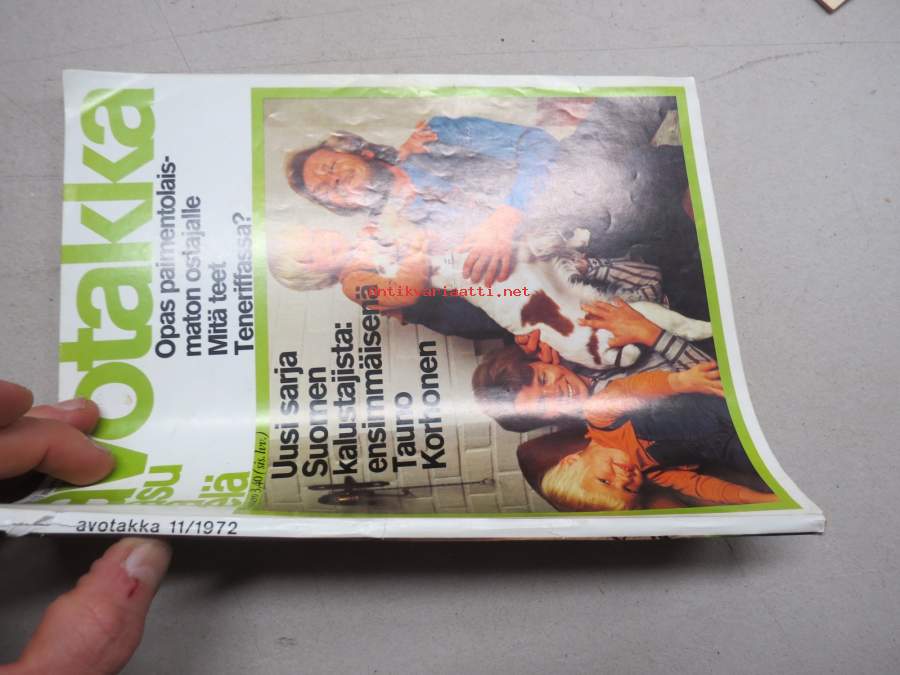 avotakka
Opas paimentolais-
maton ostajalle
Mitä teet
Teneriffassa?
Uusi sarja
Suomen
kalustajista:
ensimmäisenä
Tauno
Korhonen
avotakka 11/1972
antikvariaatti.net